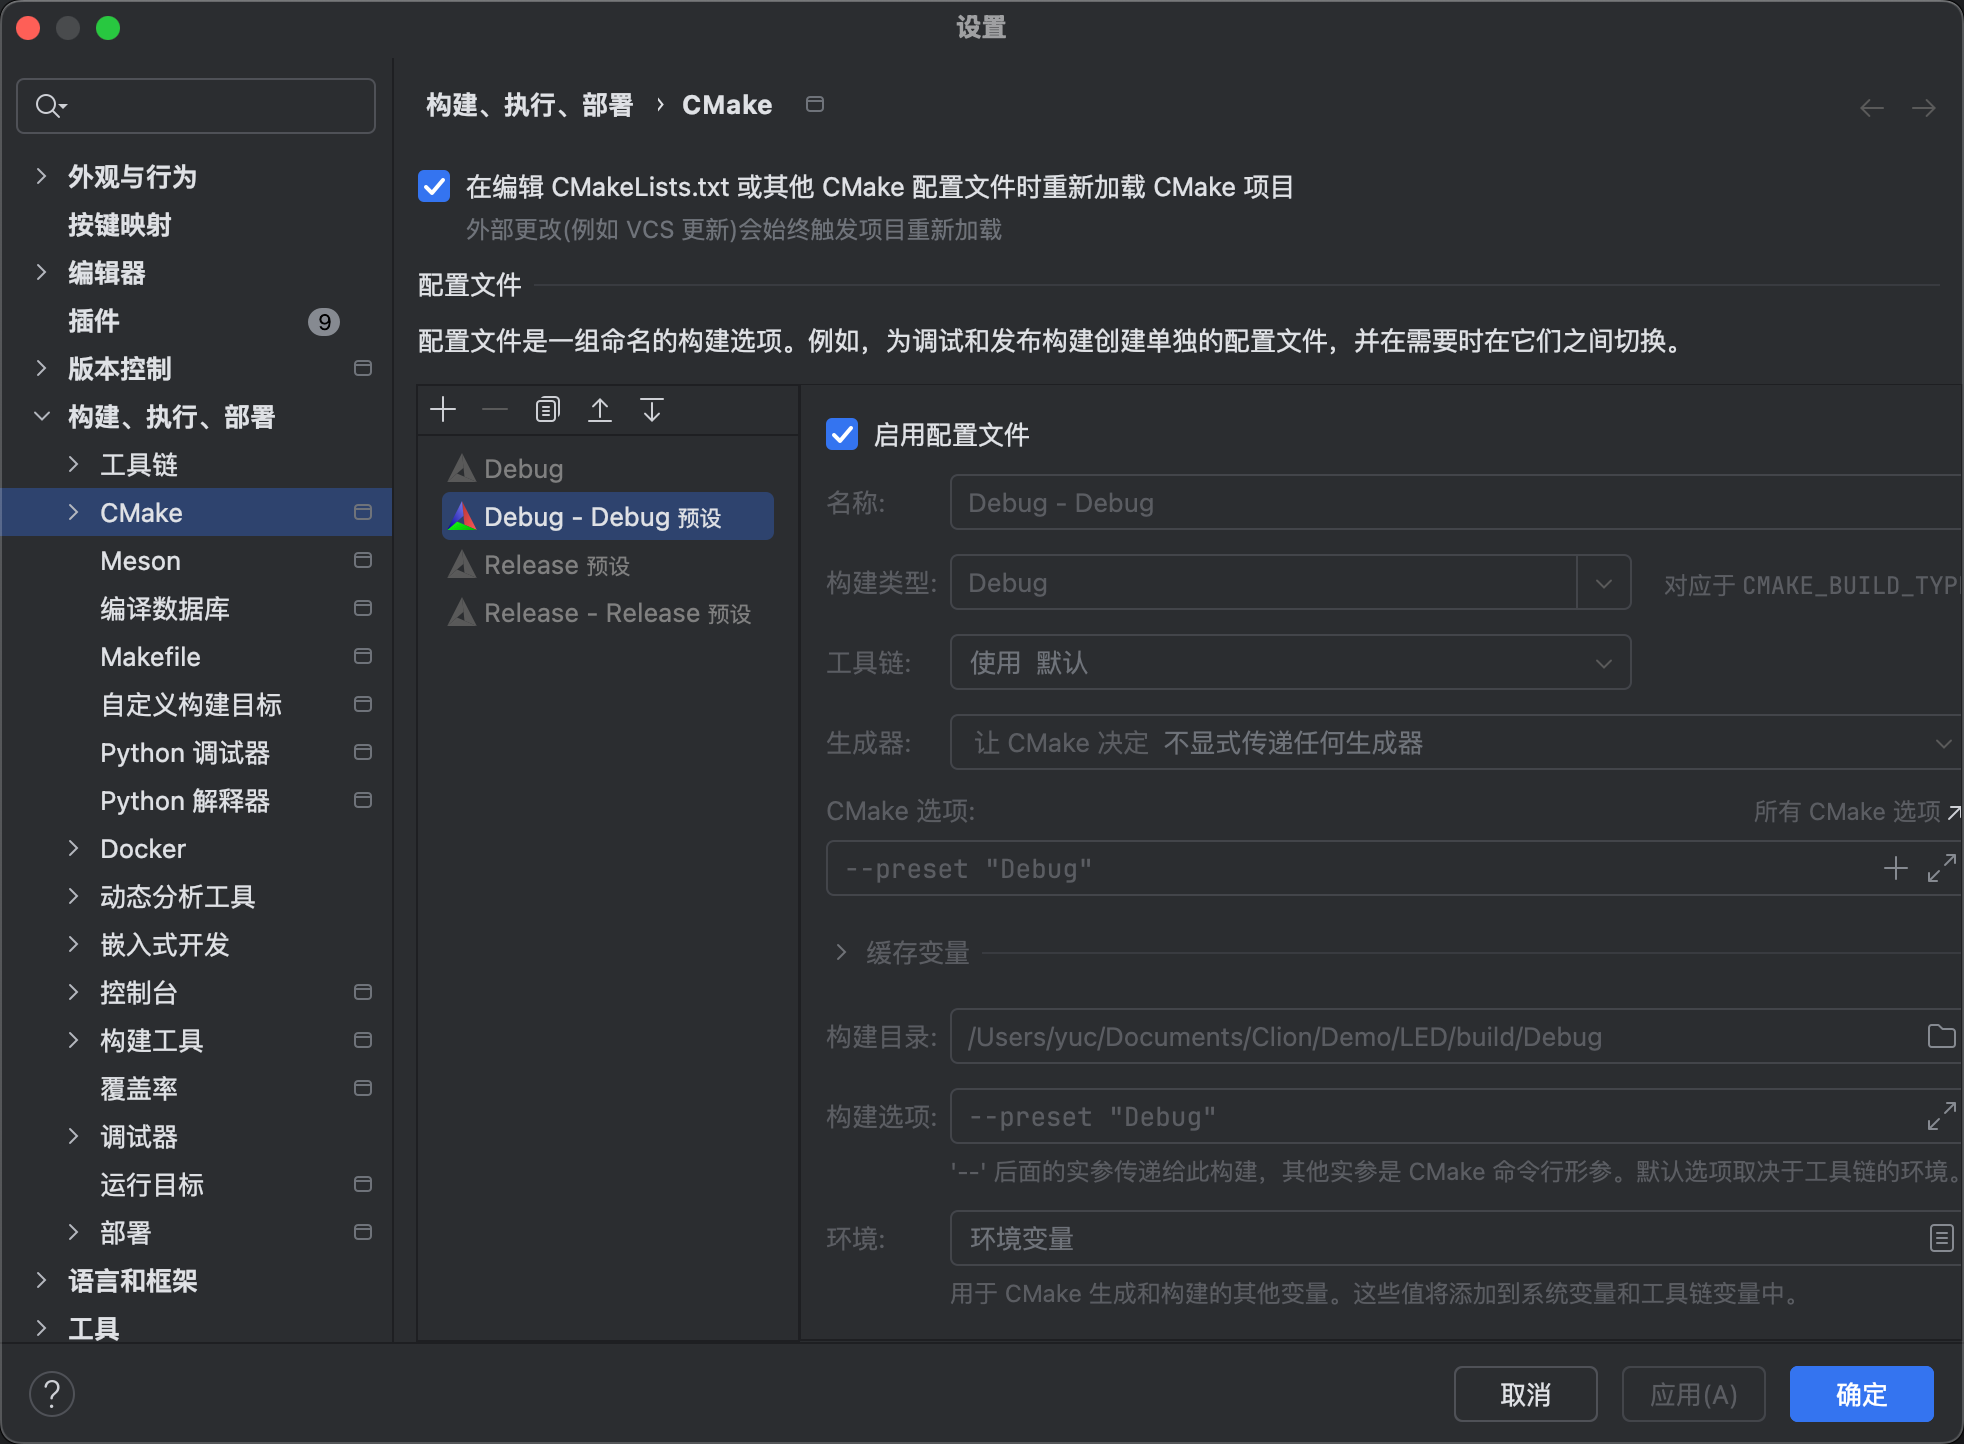 设置
外观与行为
按键映射
编辑器
插件 9
版本控制
构建、执行、部署
工具链
CMake
Meson
编译数据库
Makefile
自定义构建目标
Python 调试器
Python 解释器
Docker
动态分析工具
嵌入式开发
控制台
构建工具
覆盖率
调试器
运行目标
部署
语言和框架
工具
构建、执行、部署 › CMake
在编辑 CMakeLists.txt 或其他 CMake 配置文件时重新加载 CMake 项目
外部更改(例如 VCS 更新)会始终触发项目重新加载
配置文件
配置文件是一组命名的构建选项。例如，为调试和发布构建创建单独的配置文件，并在需要时在它们之间切换。
Debug
Debug - Debug 预设
Release 预设
Release - Release 预设
启用配置文件
名称: Debug - Debug
构建类型: Debug 对应于 CMAKE_BUILD_TYP
工具链: 使用 默认
生成器: 让 CMake 决定 不显式传递任何生成器
CMake 选项: 所有 CMake 选项
--preset "Debug"
缓存变量
构建目录: /Users/yuc/Documents/Clion/Demo/LED/build/Debug
构建选项: --preset "Debug"
'--' 后面的实参传递给此构建，其他实参是 CMake 命令行形参。默认选项取决于工具链的环境。
环境: 环境变量
用于 CMake 生成和构建的其他变量。这些值将添加到系统变量和工具链变量中。
?
取消
应用(A)
确定